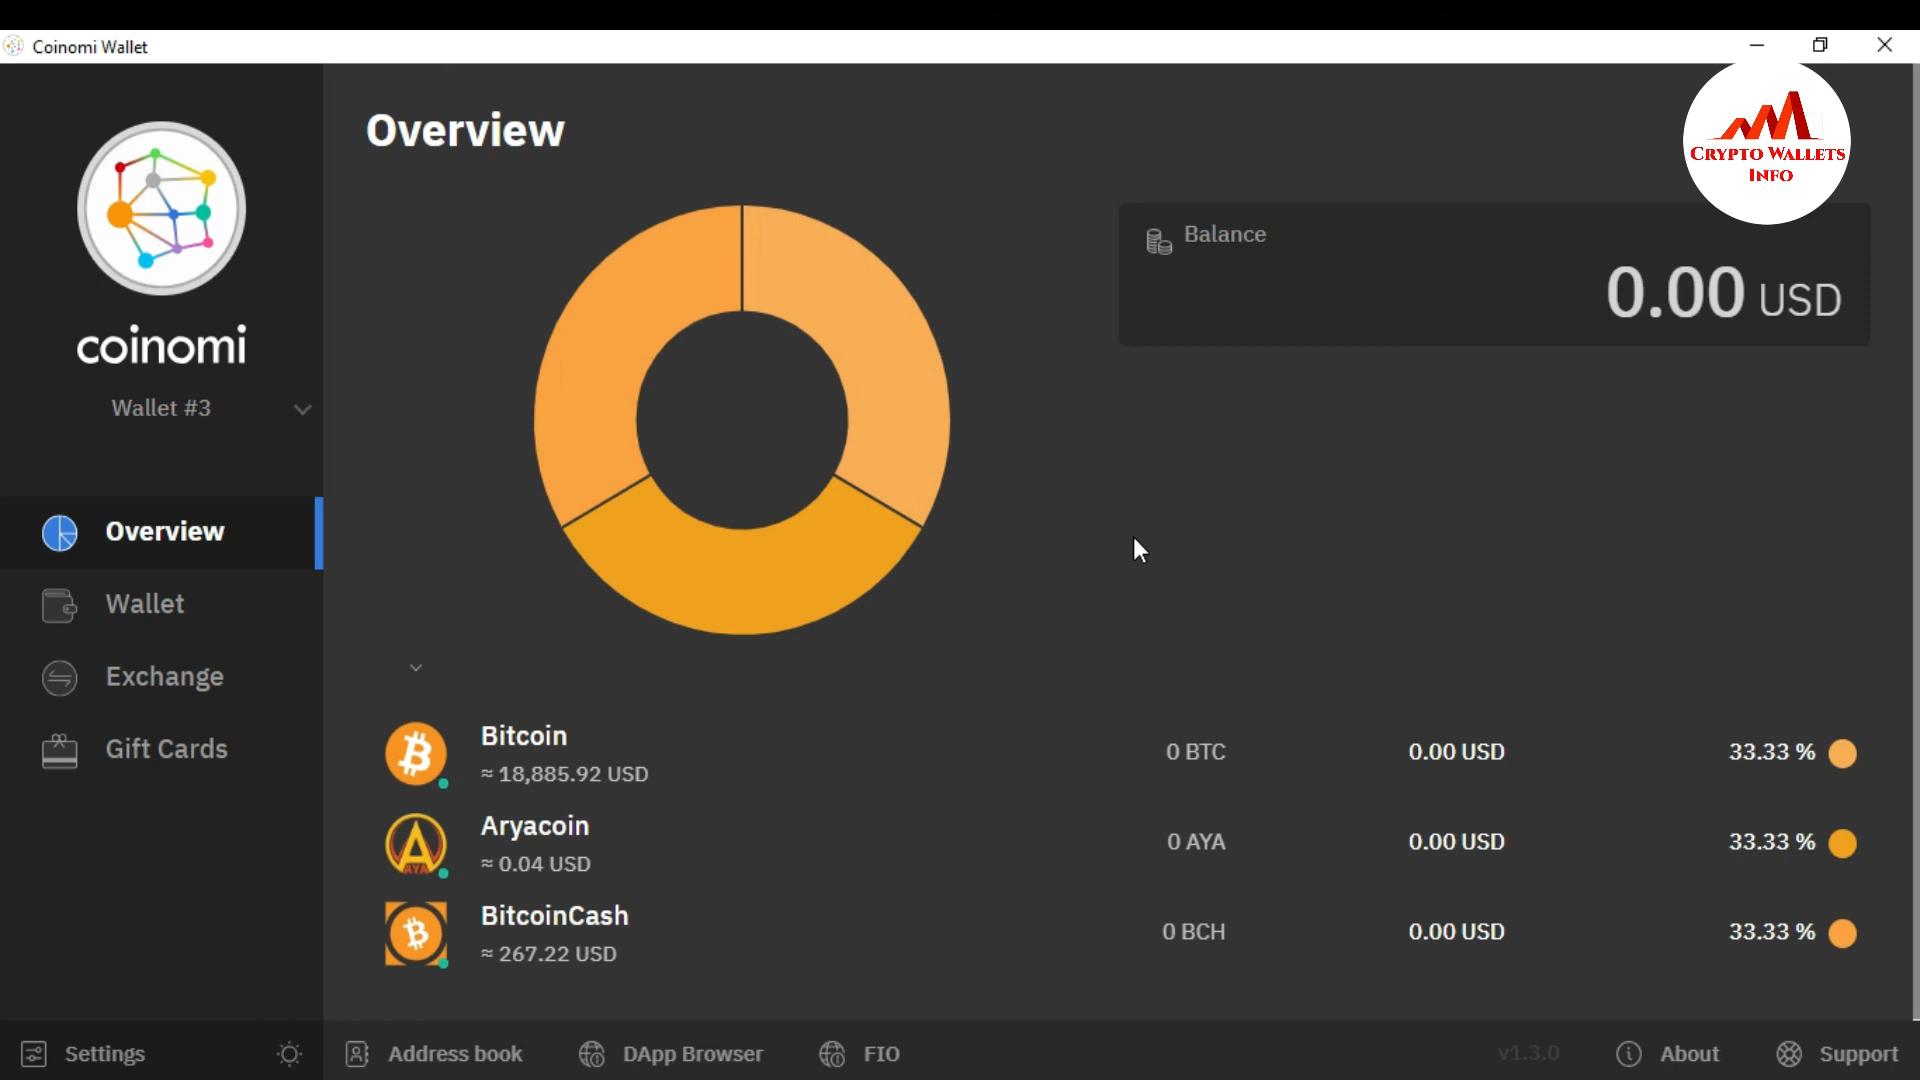 Coinomi Wallet
coinomi
Wallet #3
Overview
Wallet
Exchange
Gift Cards
Settings
Overview
CRYPTO WALLETS
INFO
Balance
0.00 USD
Bitcoin
≈ 18,885.92 USD
0 BTC 0.00 USD 33.33 %
AYA
Aryacoin
≈ 0.04 USD
0 AYA 0.00 USD 33.33 %
BitcoinCash
≈ 267.22 USD
0 BCH 0.00 USD 33.33 %
Address book DApp Browser FIO v1.3.0 About Support